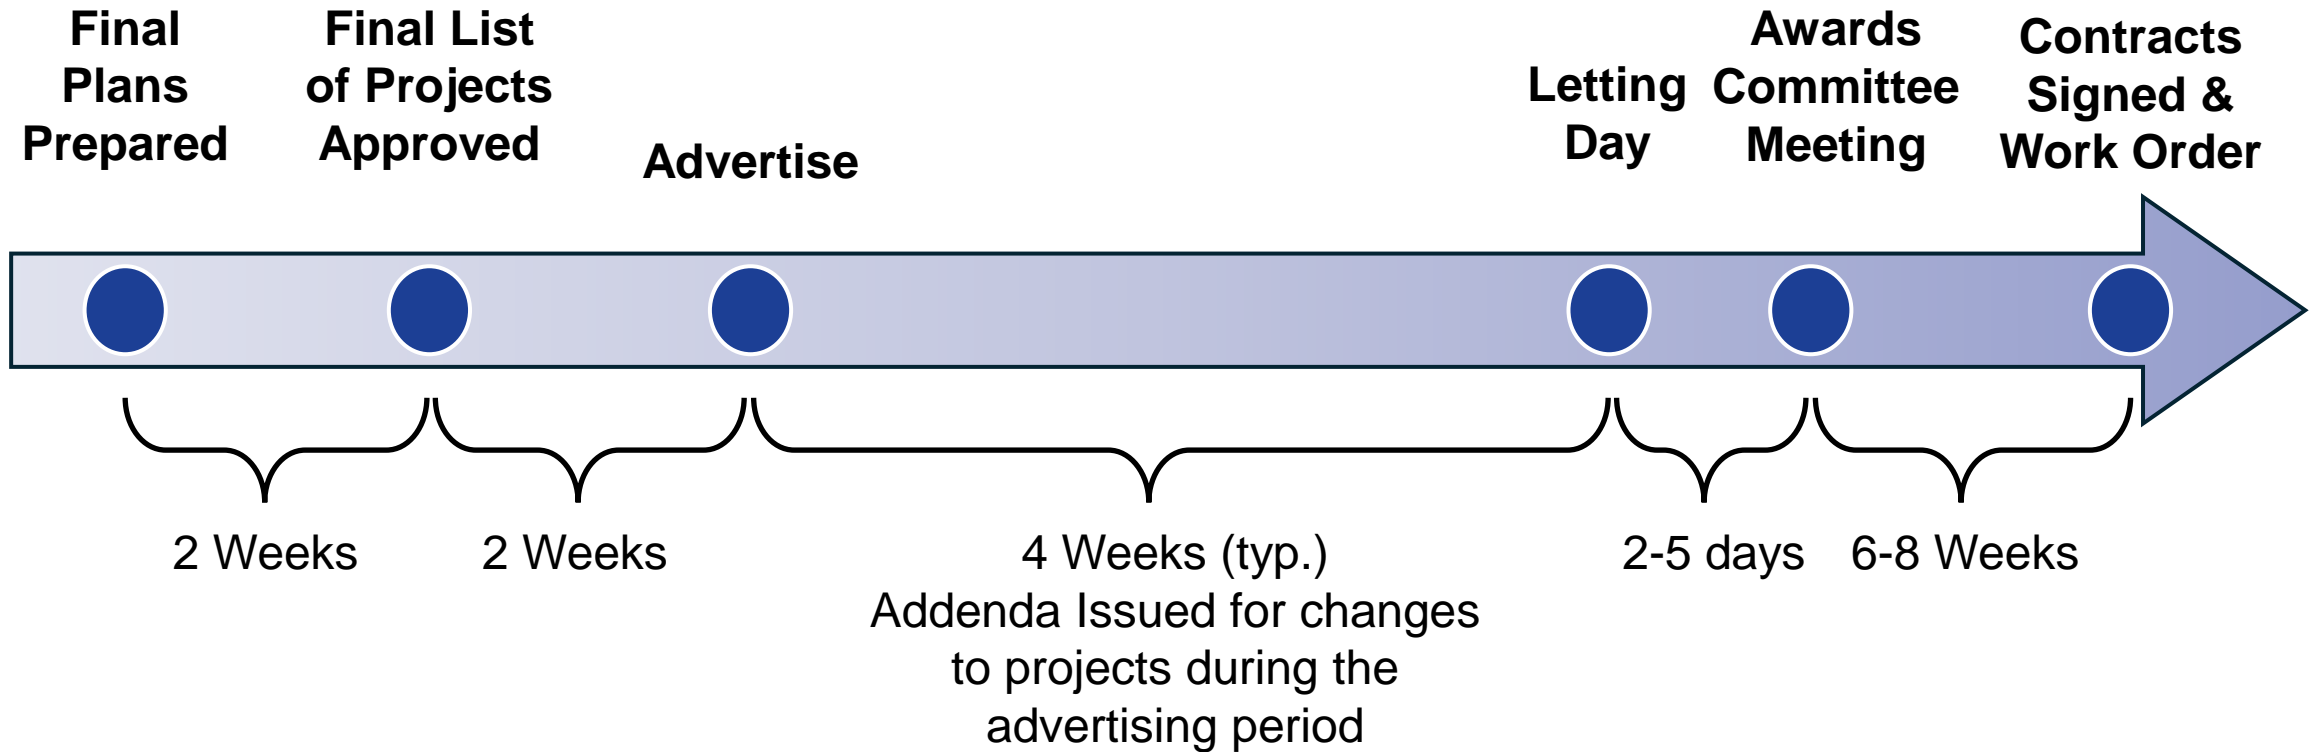 Final
Plans
Prepared
Final List
of Projects
Approved
Advertise
Letting
Day
Awards
Committee
Meeting
Contracts
Signed &
Work Order
2 Weeks
2 Weeks
4 Weeks (typ.)
Addenda Issued for changes
to projects during the
advertising period
2-5 days
6-8 Weeks